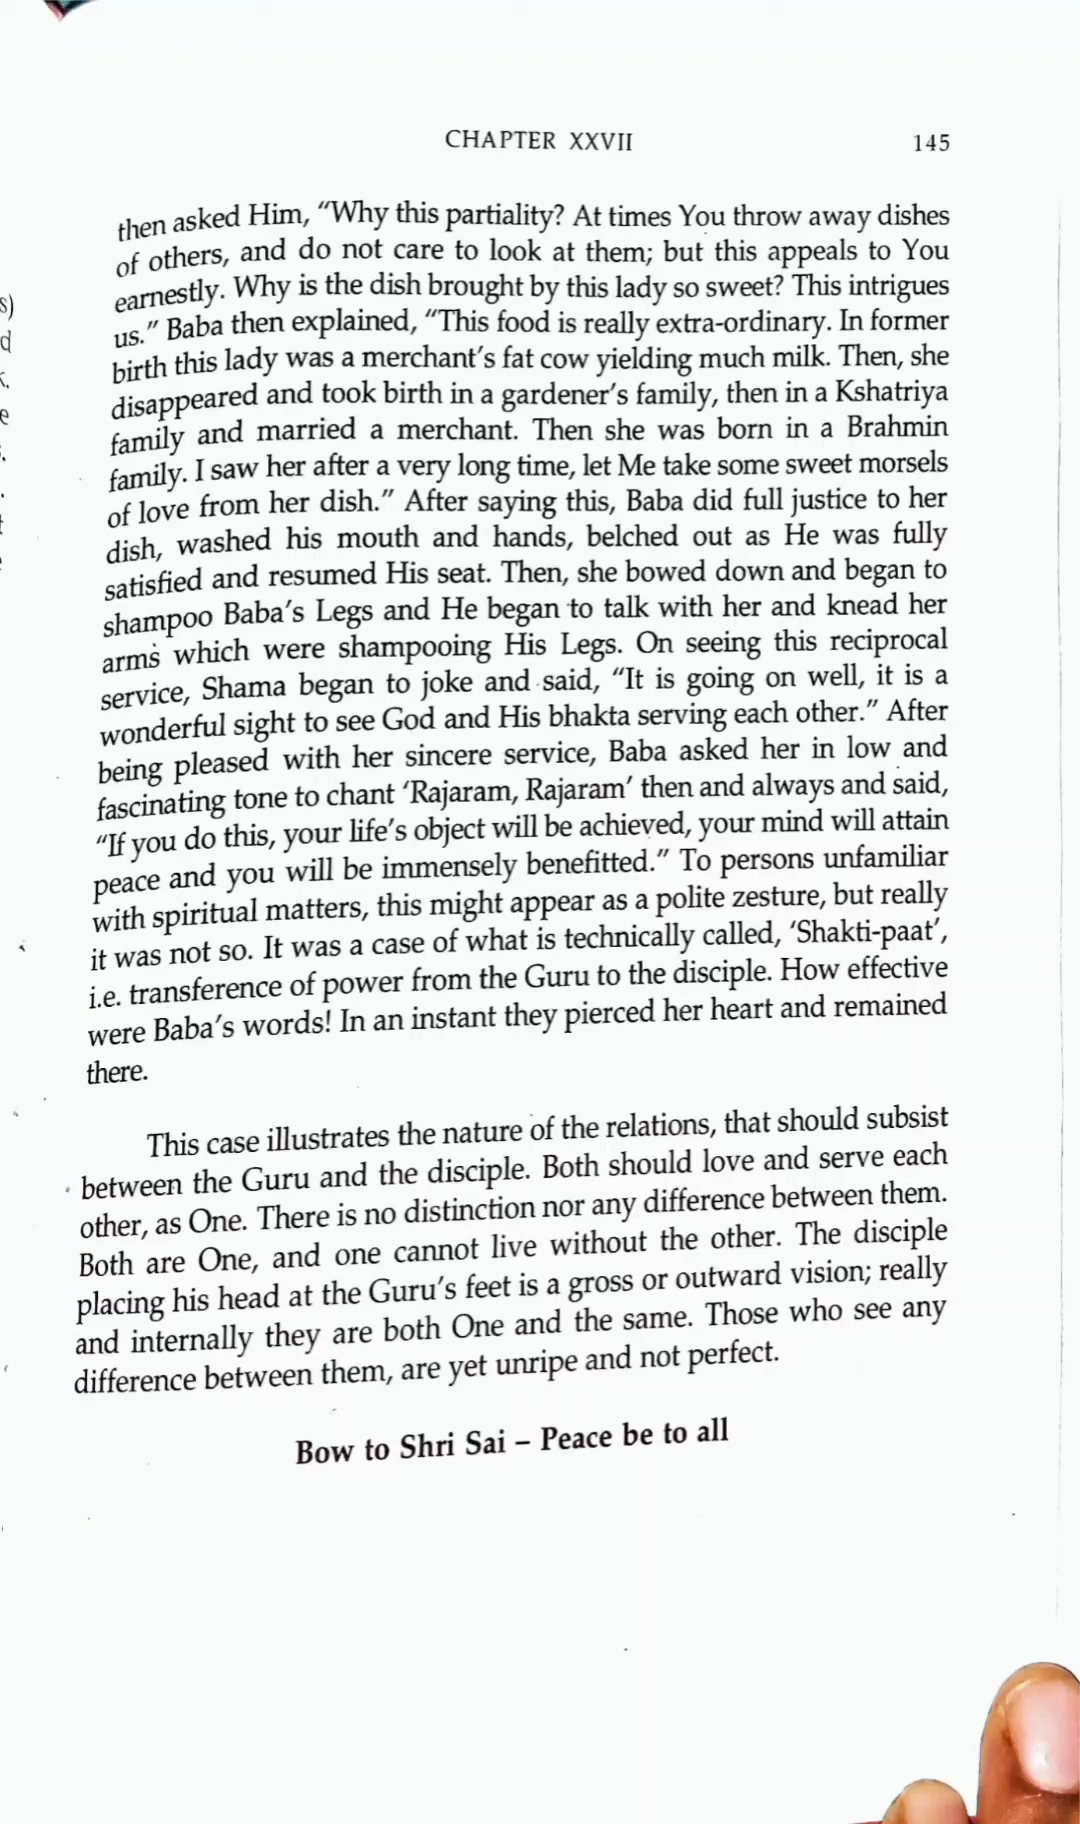 CHAPTER XXVII 145
then asked Him, “Why this partiality? At times You throw away dishes
of others, and do not care to look at them; but this appeals to You
earnestly. Why is the dish brought by this lady so sweet? This intrigues
us.” Baba then explained, “This food is really extra-ordinary. In former
birth this lady was a merchant’s fat cow yielding much milk. Then, she
disappeared and took birth in a gardener’s family, then in a Kshatriya
family and married a merchant. Then she was born in a Brahmin
family. I saw her after a very long time, let Me take some sweet morsels
of love from her dish.” After saying this, Baba did full justice to her
dish, washed his mouth and hands, belched out as He was fully
satisfied and resumed His seat. Then, she bowed down and began to
shampoo Baba’s Legs and He began to talk with her and knead her
arms which were shampooing His Legs. On seeing this reciprocal
service, Shama began to joke and said, “It is going on well, it is a
wonderful sight to see God and His bhakta serving each other.” After
being pleased with her sincere service, Baba asked her in low and
fascinating tone to chant ‘Rajaram, Rajaram’ then and always and said,
“If you do this, your life’s object will be achieved, your mind will attain
peace and you will be immensely benefitted.” To persons unfamiliar
with spiritual matters, this might appear as a polite zesture, but really
it was not so. It was a case of what is technically called, ‘Shakti-paat’,
i.e. transference of power from the Guru to the disciple. How effective
were Baba’s words! In an instant they pierced her heart and remained
there.
This case illustrates the nature of the relations, that should subsist
between the Guru and the disciple. Both should love and serve each
other, as One. There is no distinction nor any difference between them.
Both are One, and one cannot live without the other. The disciple
placing his head at the Guru’s feet is a gross or outward vision; really
and internally they are both One and the same. Those who see any
difference between them, are yet unripe and not perfect.
Bow to Shri Sai – Peace be to all